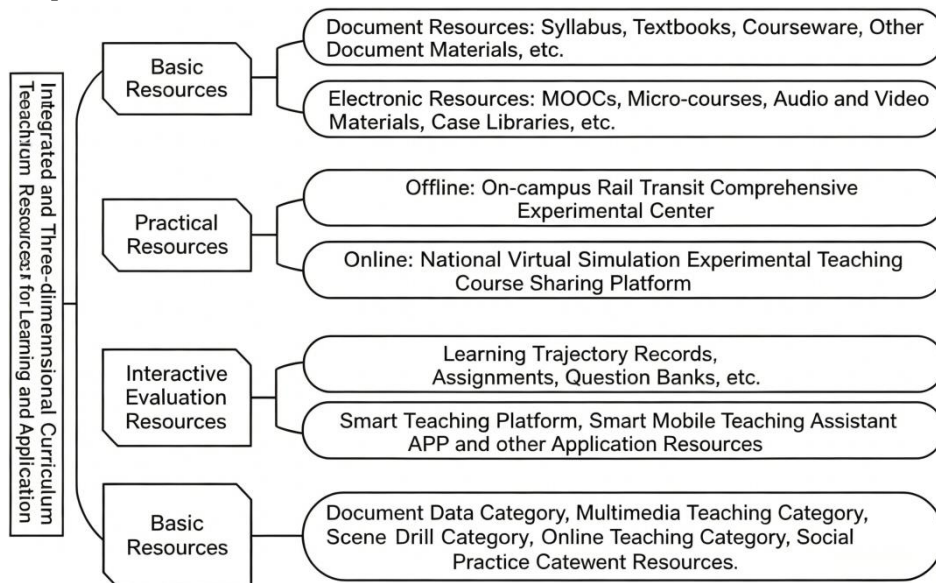 Integrated and Three-dimennsional Curriculum
Teeachum Resources for Learning and Application
Basic
Resources
Document Resources: Syllabus, Textbooks, Courseware, Other
Document Materials, etc.
Electronic Resources: MOOCs, Micro-courses, Audio and Video
Materials, Case Libraries, etc.
Practical
Resources
Offline: On-campus Rail Transit Comprehensive
Experimental Center
Online: National Virtual Simulation Experimental Teaching
Course Sharing Platform
Interactive
Evaluation
Resources
Learning Trajectory Records,
Assignments, Question Banks, etc.
Smart Teaching Platform, Smart Mobile Teaching Assistant
APP and other Application Resources
Basic
Resources
Document Data Category, Multimedia Teaching Category,
Scene Drill Category, Online Teaching Category, Social
Practice Catewent Resources.